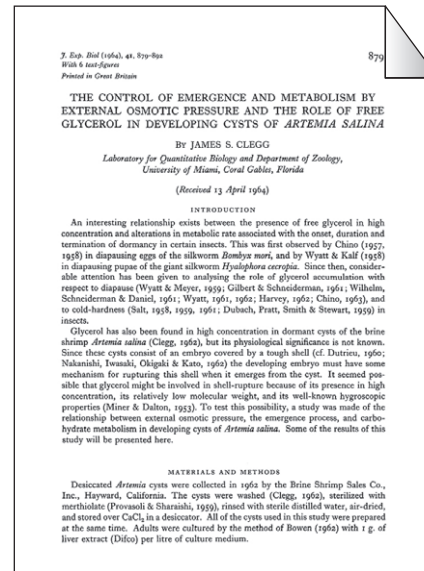 J. Exp. Biol (1964), 41, 879-892
879
With 6 text-figures
Printed in Great Britain
THE CONTROL OF EMERGENCE AND METABOLISM BY
EXTERNAL OSMOTIC PRESSURE AND THE ROLE OF FREE
GLYCEROL IN DEVELOPING CYSTS OF ARTEMIA SALINA
BY JAMES S. CLEGG
Laboratory for Quantitative Biology and Department of Zoology,
University of Miami, Coral Gables, Florida
(Received 13 April 1964)
INTRODUCTION
An interesting relationship exists between the presence of free glycerol in high
concentration and alterations in metabolic rate associated with the onset, duration and
termination of dormancy in certain insects. This was first observed by Chino (1957,
1958) in diapausing eggs of the silkworm Bombyx mori, and by Wyatt & Kalf (1958)
in diapausing pupae of the giant silkworm Hyalophora cecropia. Since then, consider-
able attention has been given to analysing the role of glycerol accumulation with
respect to diapause (Wyatt & Meyer, 1959; Gilbert & Schneiderman, 1961; Wilhelm,
Schneiderman & Daniel, 1961; Wyatt, 1961, 1962; Harvey, 1962; Chino, 1963), and
to cold-hardiness (Salt, 1958, 1959, 1961; Dubach, Pratt, Smith & Stewart, 1959) in
insects.
Glycerol has also been found in high concentration in dormant cysts of the brine
shrimp Artemia salina (Clegg, 1962), but its physiological significance is not known.
Since these cysts consist of an embryo covered by a tough shell (cf. Dutrieu, 1960;
Nakanishi, Iwasaki, Okigaki & Kato, 1962) the developing embryo must have some
mechanism for rupturing this shell when it emerges from the cyst. It seemed pos-
sible that glycerol might be involved in shell-rupture because of its presence in high
concentration, its relatively low molecular weight, and its well-known hygroscopic
properties (Miner & Dalton, 1953). To test this possibility, a study was made of the
relationship between external osmotic pressure, the emergence process, and carbo-
hydrate metabolism in developing cysts of Artemia salina. Some of the results of this
study will be presented here.
MATERIALS AND METHODS
Desiccated Artemia cysts were collected in 1962 by the Brine Shrimp Sales Co.,
Inc., Hayward, California. The cysts were washed (Clegg, 1962), sterilized with
merthiolate (Provasoli & Sharaishi, 1959), rinsed with sterile distilled water, air-dried,
and stored over CaCl₂ in a desiccator. All of the cysts used in this study were prepared
at the same time. Adults were cultured by the method of Bowen (1962) with 1 g. of
liver extract (Difco) per litre of culture medium.